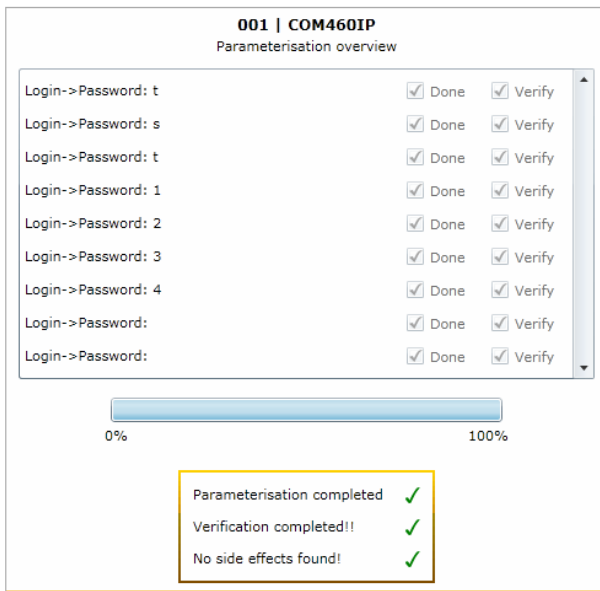 001 | COM460IP
Parameterisation overview
Login->Password: t Done Verify
Login->Password: s Done Verify
Login->Password: t Done Verify
Login->Password: 1 Done Verify
Login->Password: 2 Done Verify
Login->Password: 3 Done Verify
Login->Password: 4 Done Verify
Login->Password: Done Verify
Login->Password: Done Verify
0% 100%
Parameterisation completed
Verification completed!!
No side effects found!